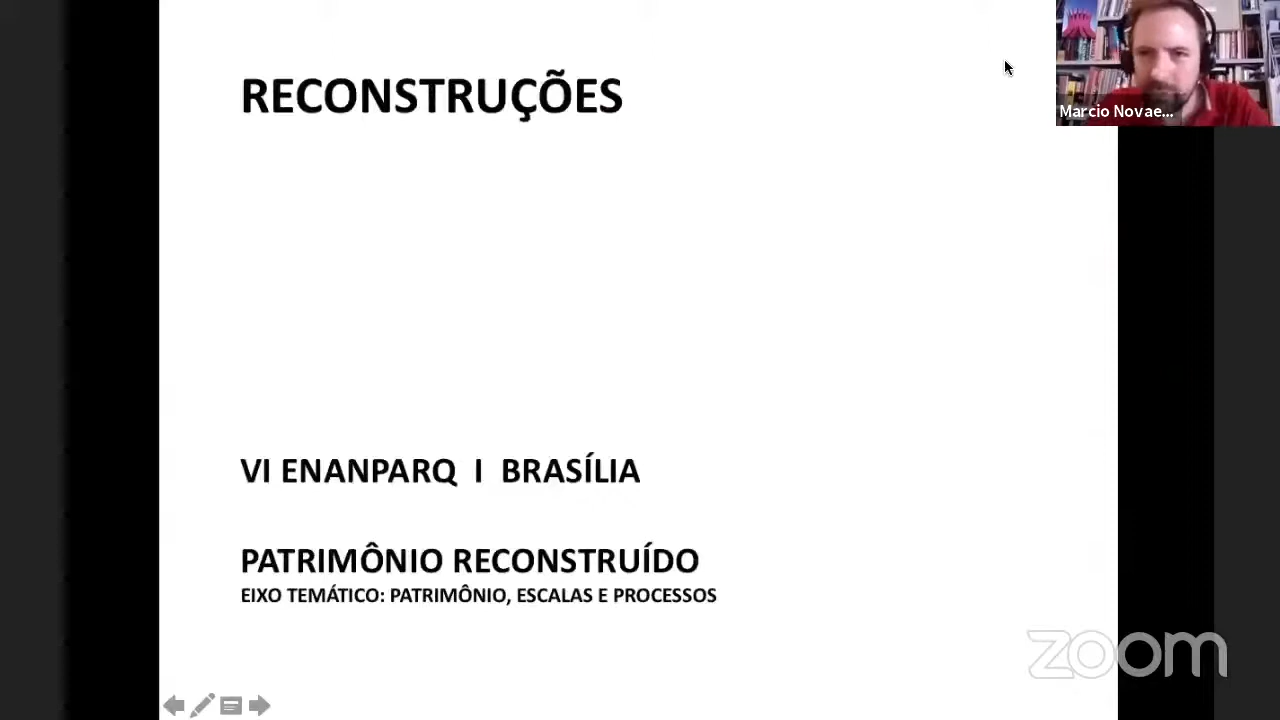 RECONSTRUÇÕES
Marcio Novae...
VI ENANPARQ I BRASÍLIA
PATRIMÔNIO RECONSTRUÍDO
EIXO TEMÁTICO: PATRIMÔNIO, ESCALAS E PROCESSOS
zoom